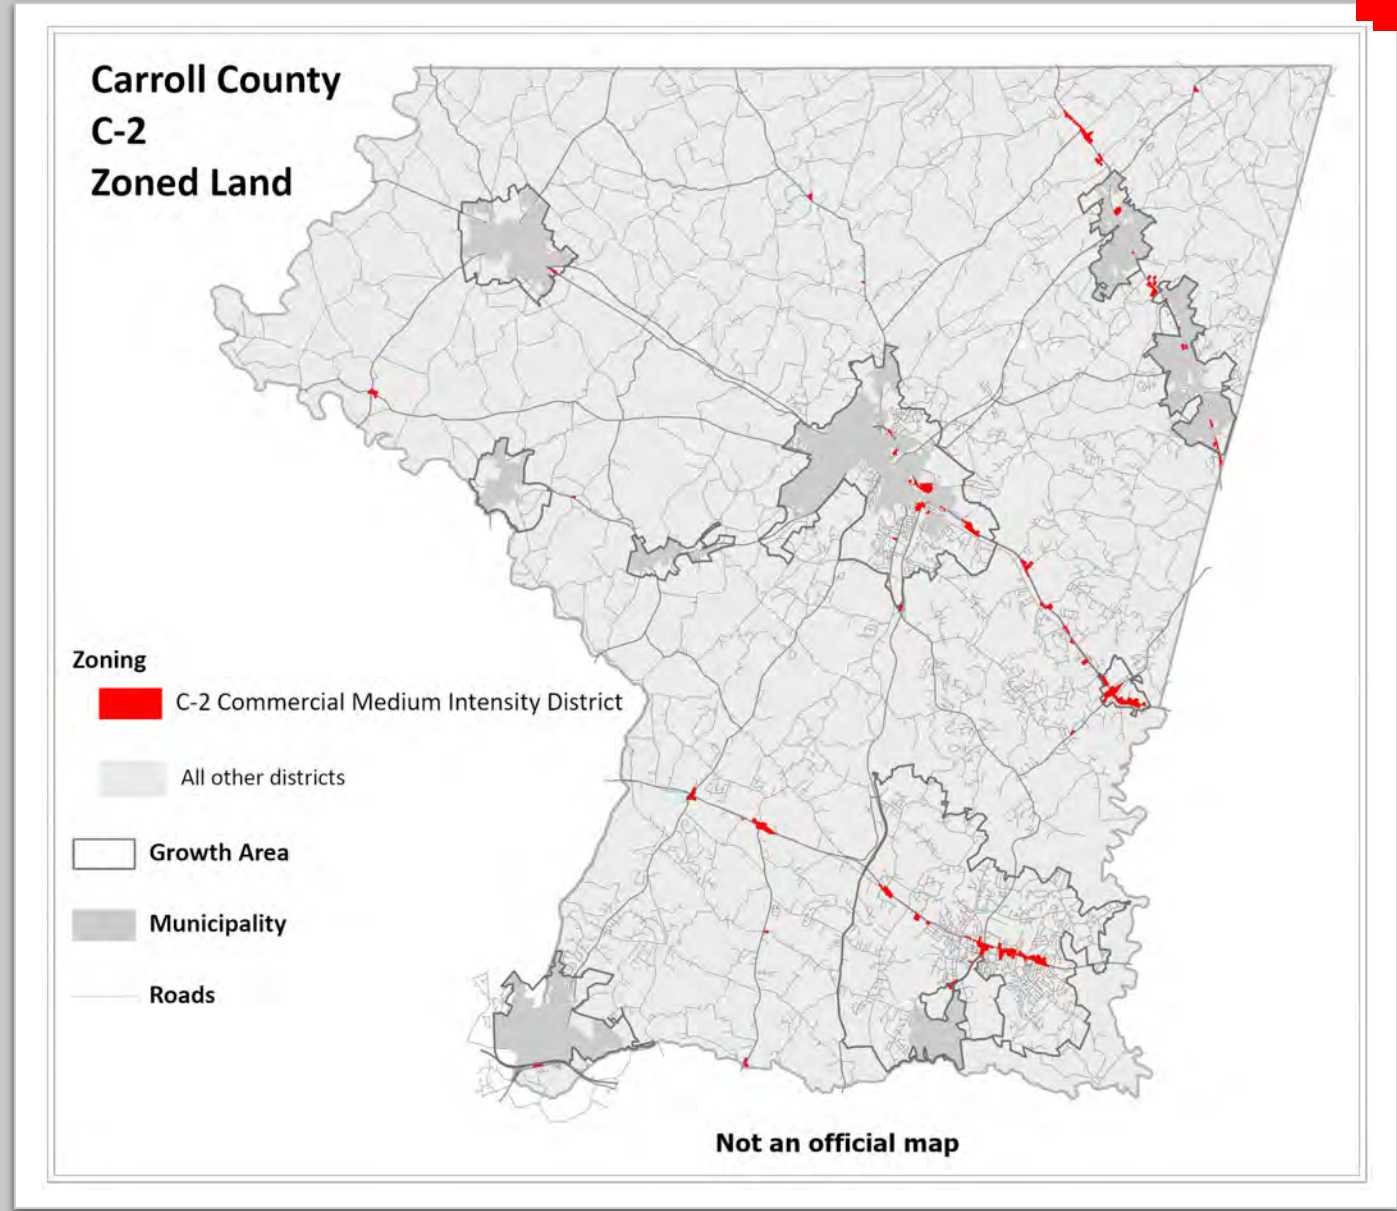 Carroll County
C-2
Zoned Land
Zoning
C-2 Commercial Medium Intensity District
All other districts
Growth Area
Municipality
Roads
Not an official map